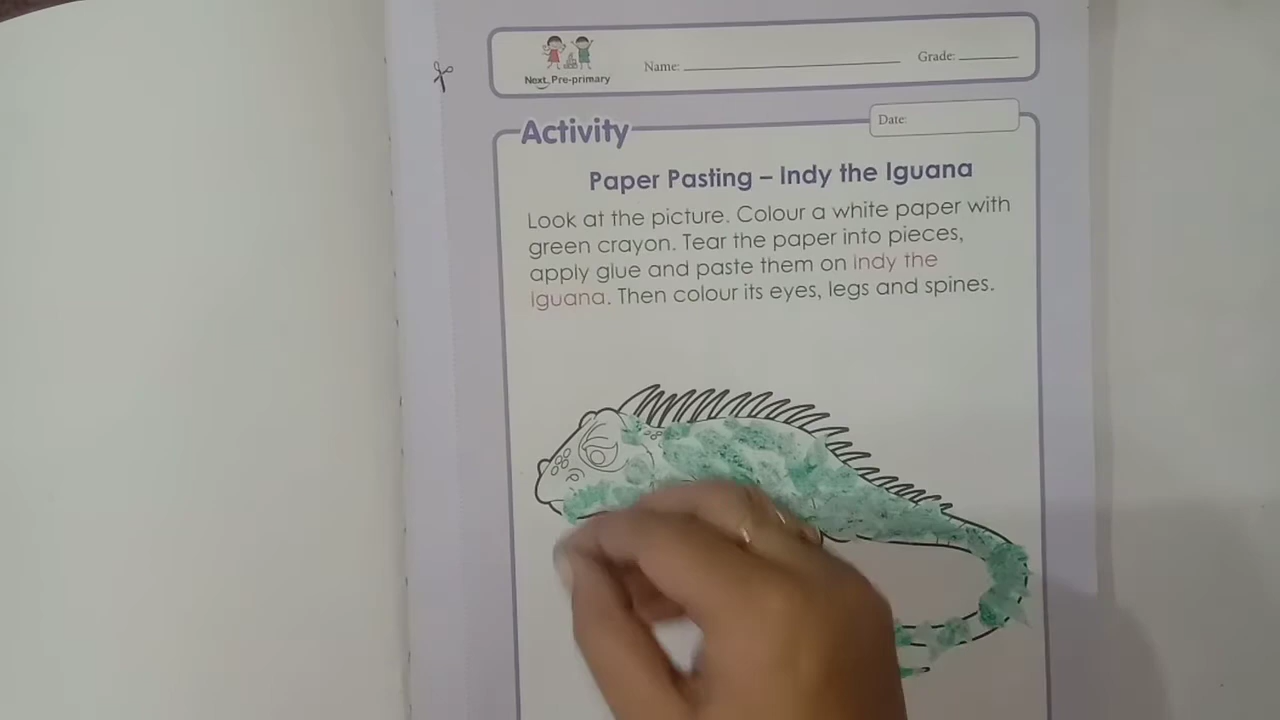 Next Pre-primary
Name:
Grade:
Activity
Date:
Paper Pasting – Indy the Iguana
Look at the picture. Colour a white paper with
green crayon. Tear the paper into pieces,
apply glue and paste them on Indy the
Iguana. Then colour its eyes, legs and spines.